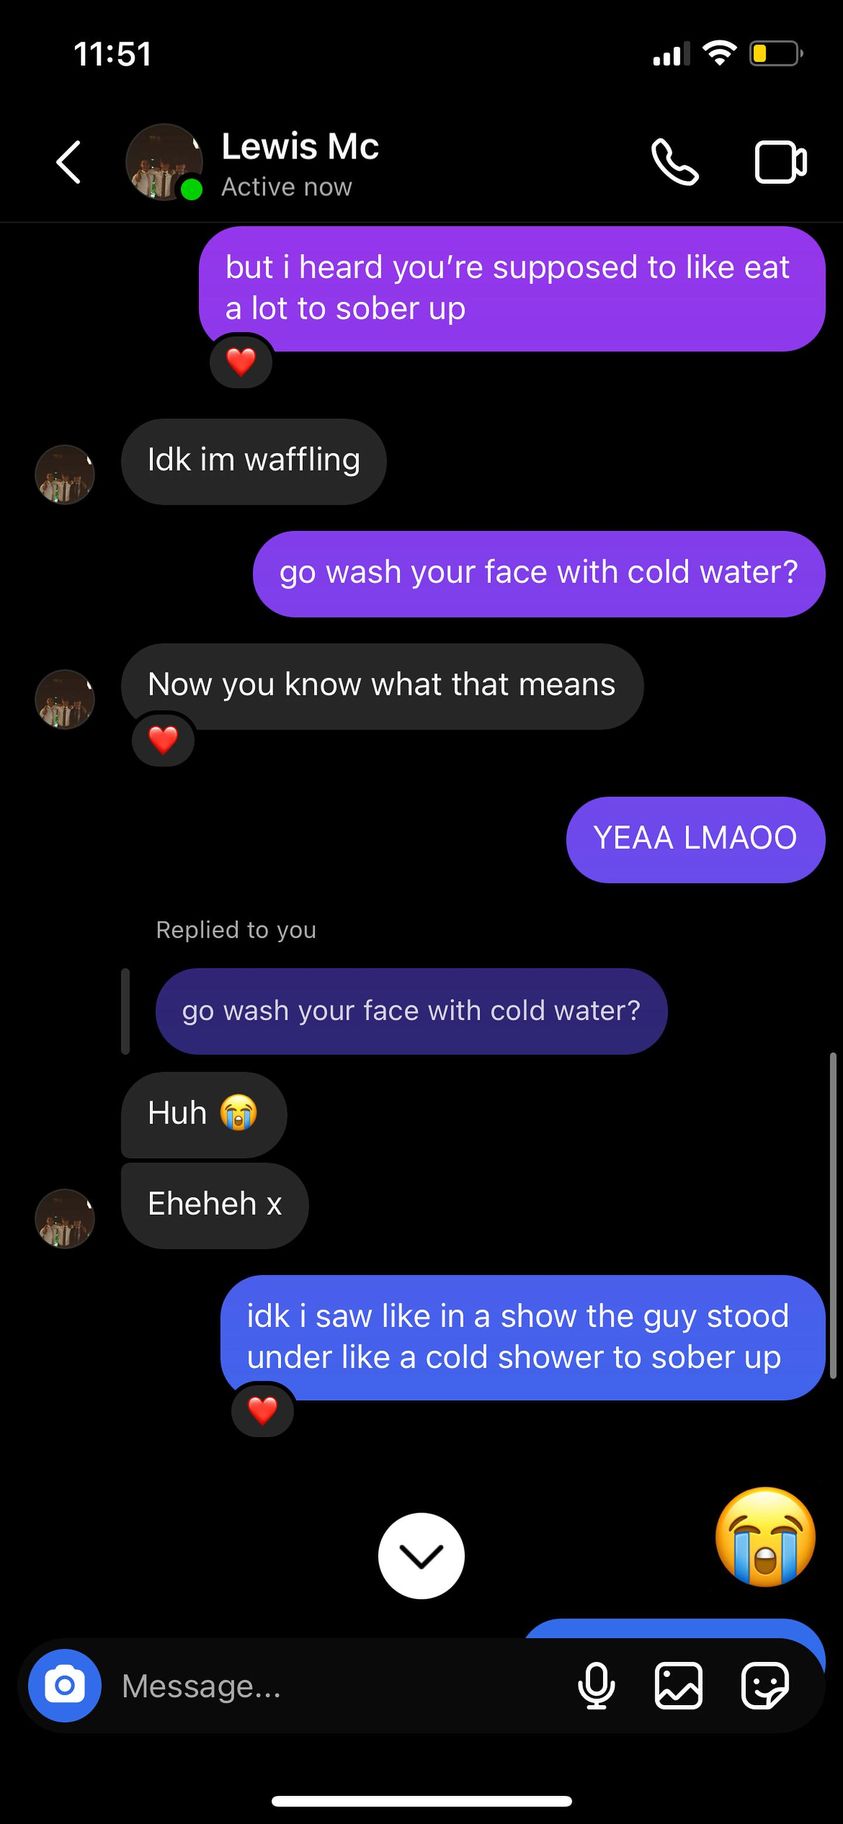 11:51
Lewis Mc
Active now
but i heard you’re supposed to like eat
a lot to sober up
❤️
Idk im waffling
go wash your face with cold water?
Now you know what that means
❤️
YEAA LMAOO
Replied to you
go wash your face with cold water?
Huh 😭
Eheheh x
idk i saw like in a show the guy stood
under like a cold shower to sober up
❤️
😭
Message...